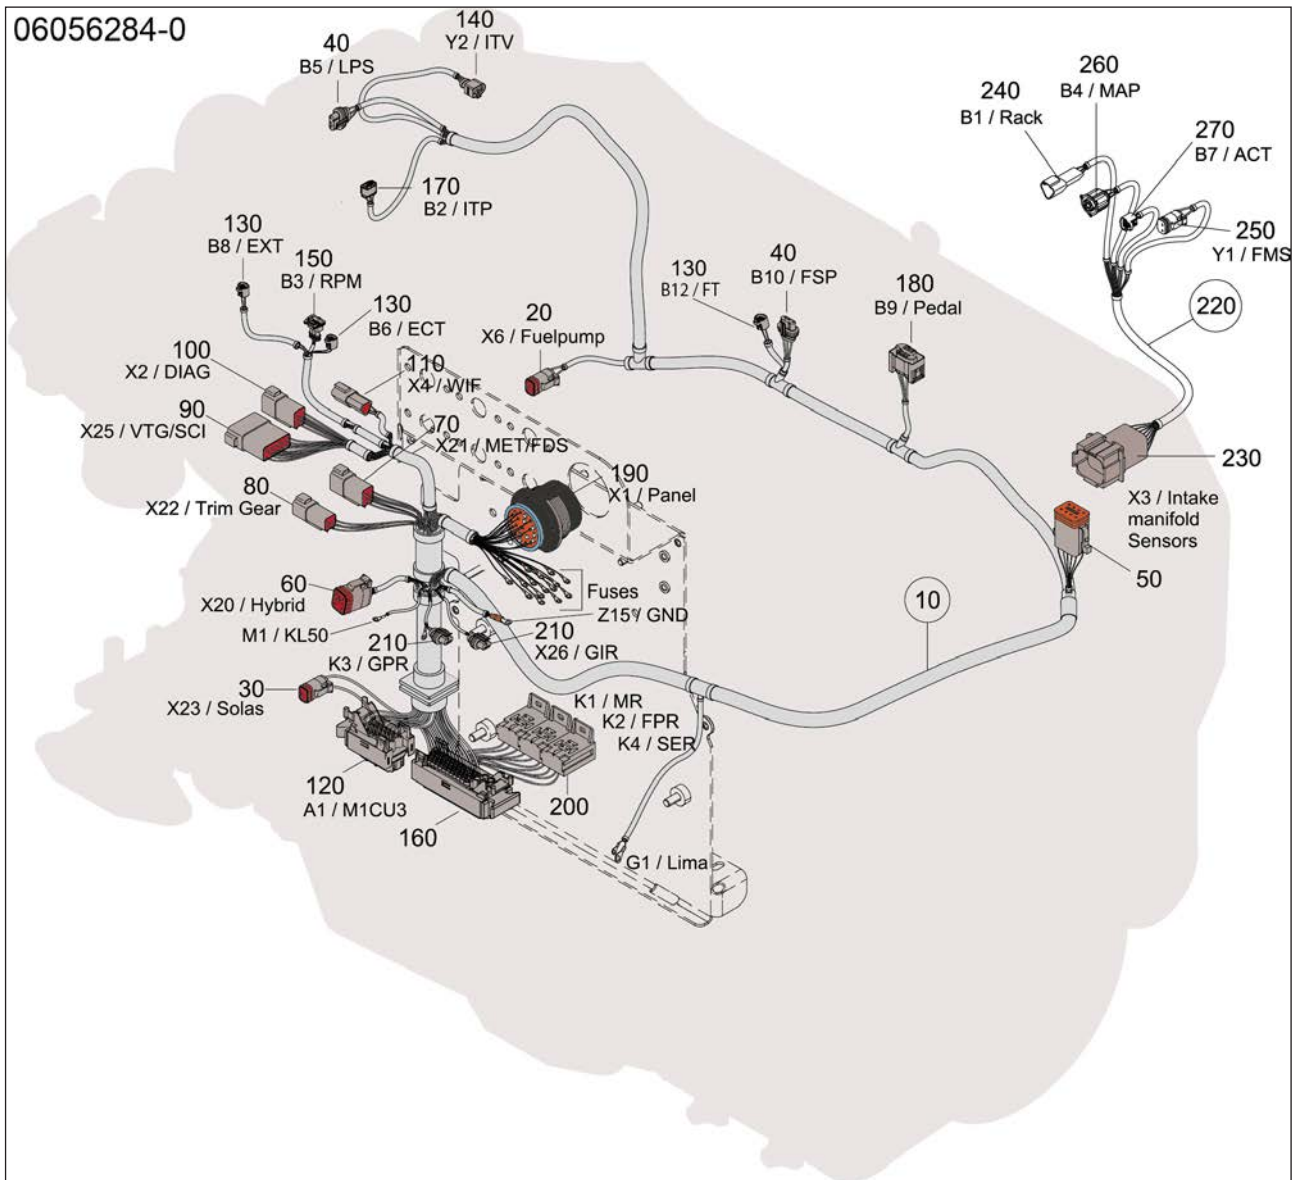 06056284-0
140
Y2 / ITV
40
B5 / LPS
260
B4 / MAP
240
B1 / Rack
270
B7 / ACT
170
B2 / ITP
130
B8 / EXT
250
Y1 / FMS
150
B3 / RPM
130
B12 / FT
40
B10 / FSP
180
B9 / Pedal
220
130
B6 / ECT
20
X6 / Fuelpump
100
X2 / DIAG
110
X4 / WIF
90
X25 / VTG/SCI
70
X21 / MET/FDS
230
190
X1 / Panel
80
X22 / Trim Gear
X3 / Intake
manifold
Sensors
50
60
X20 / Hybrid
Fuses
10
Z15 / GND
M1 / KL50
210
K3 / GPR
210
X26 / GIR
30
X23 / Solas
K1 / MR
K2 / FPR
K4 / SER
120
A1 / M1CU3
200
160
G1 / Lima